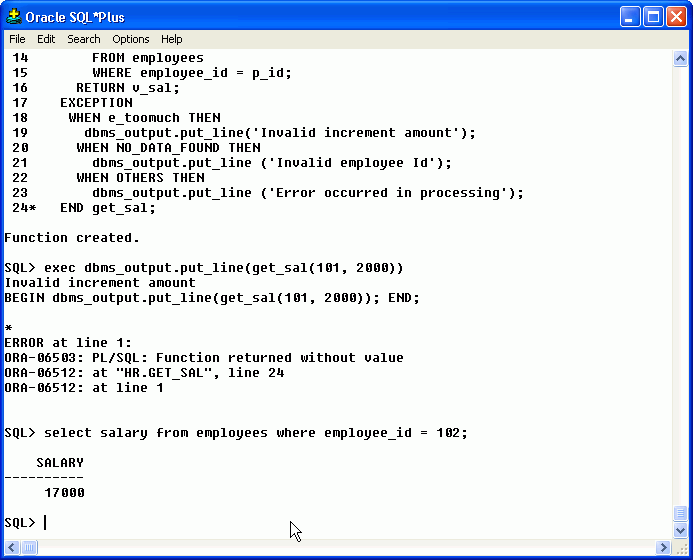 Oracle SQL*Plus
File Edit Search Options Help
14 FROM employees
15 WHERE employee_id = p_id;
16 RETURN v_sal;
17 EXCEPTION
18 WHEN e_toomuch THEN
19 dbms_output.put_line('Invalid increment amount');
20 WHEN NO_DATA_FOUND THEN
21 dbms_output.put_line ('Invalid employee Id');
22 WHEN OTHERS THEN
23 dbms_output.put_line ('Error occurred in processing');
24* END get_sal;
Function created.
SQL> exec dbms_output.put_line(get_sal(101, 2000))
Invalid increment amount
BEGIN dbms_output.put_line(get_sal(101, 2000)); END;
*
ERROR at line 1:
ORA-06503: PL/SQL: Function returned without value
ORA-06512: at "HR.GET_SAL", line 24
ORA-06512: at line 1
SQL> select salary from employees where employee_id = 102;
SALARY
----------
17000
SQL>